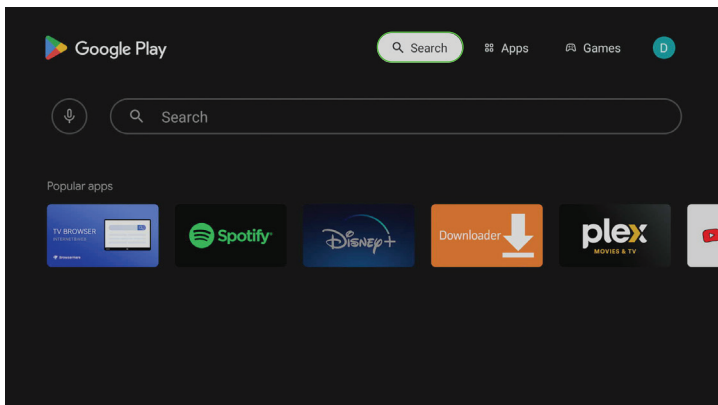 Google Play
Search
Apps
Games
D
Search
Popular apps
TV BROWSER
Spotify
Disney+
Downloader
plex
MOVIES & TV